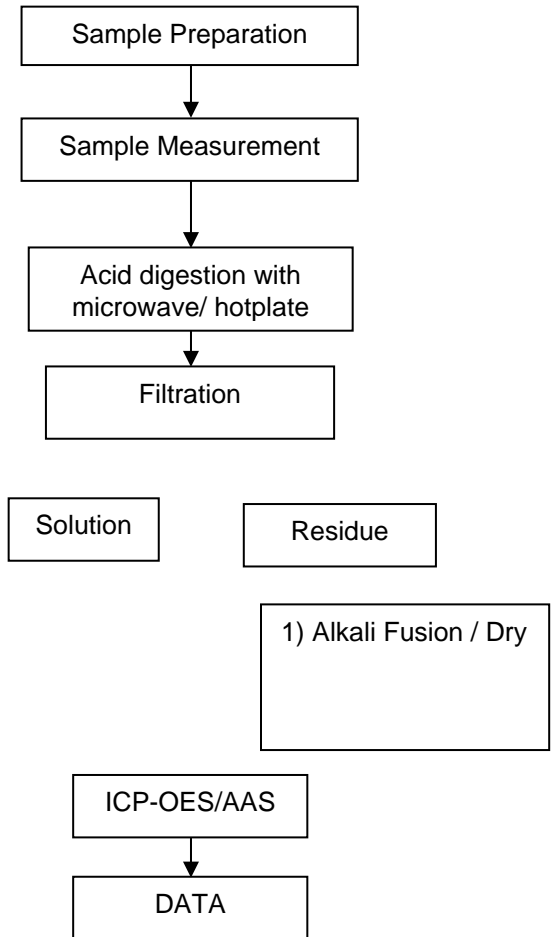 Sample Preparation
Sample Measurement
Acid digestion with
microwave/ hotplate
Filtration
Solution
Residue
1) Alkali Fusion / Dry
ICP-OES/AAS
DATA